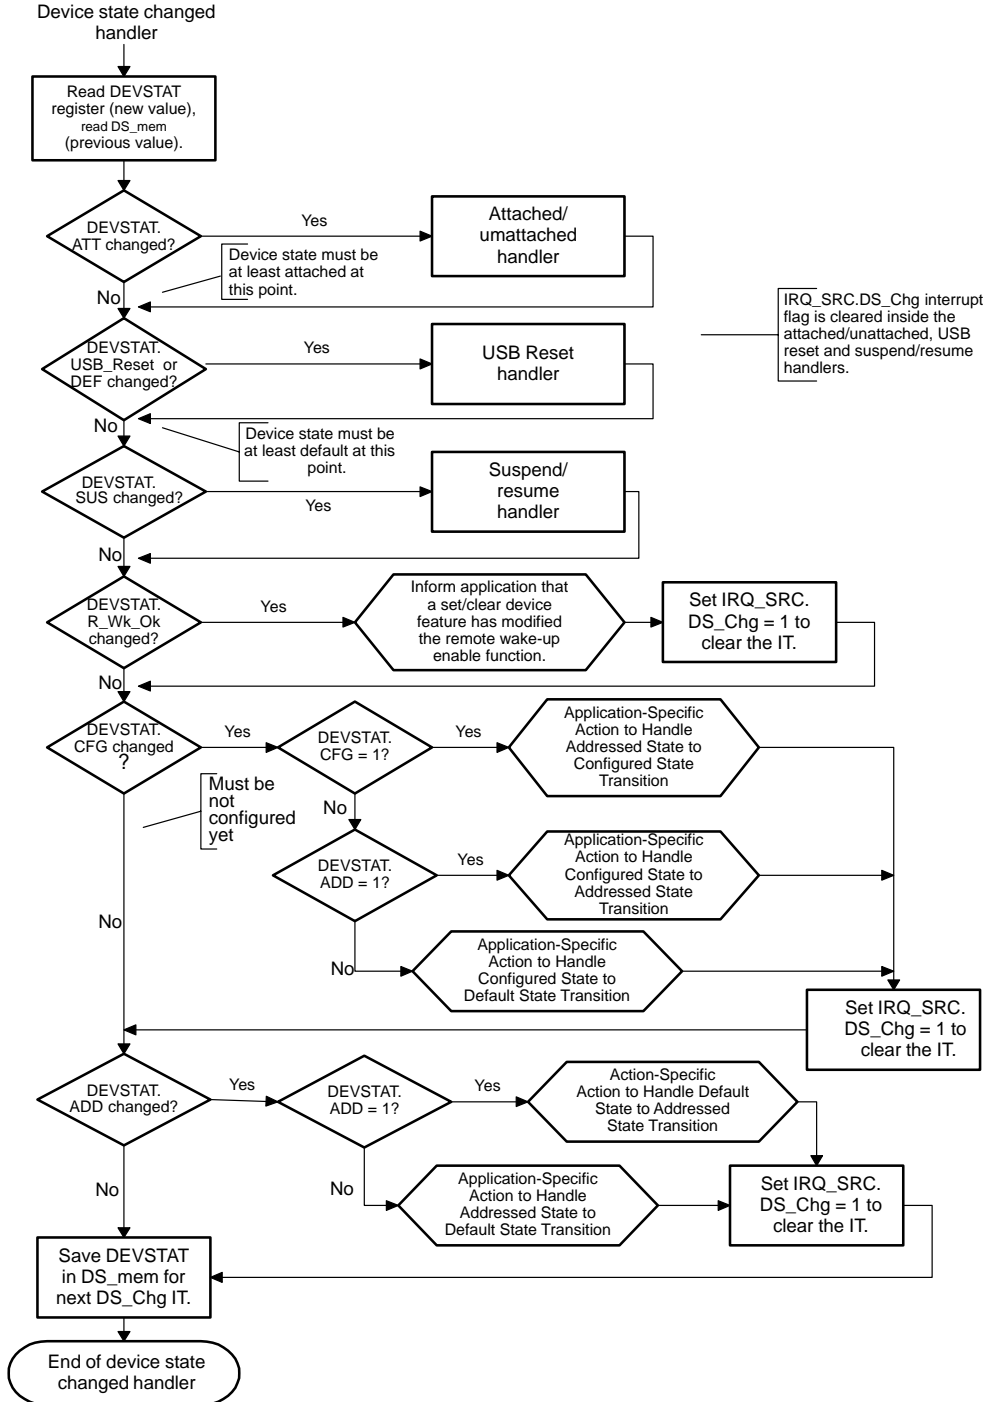 Device state changed
handler
Read DEVSTAT
register (new value),
read DS_mem
(previous value).
DEVSTAT.
ATT changed?
Yes
Attached/
umattached
handler
Device state must be
at least attached at
this point.
No
IRQ_SRC.DS_Chg interrupt
flag is cleared inside the
attached/unattached, USB
reset and suspend/resume
handlers.
DEVSTAT.
USB_Reset or
DEF changed?
Yes
USB Reset
handler
No
Device state must be
at least default at this
point.
DEVSTAT.
SUS changed?
Yes
Suspend/
resume
handler
No
DEVSTAT.
R_Wk_Ok
changed?
Yes
Inform application that
a set/clear device
feature has modified
the remote wake-up
enable function.
Set IRQ_SRC.
DS_Chg = 1 to
clear the IT.
No
DEVSTAT.
CFG changed
?
Yes
DEVSTAT.
CFG = 1?
Yes
Application-Specific
Action to Handle
Addressed State to
Configured State
Transition
Must be
not
configured
yet
No
DEVSTAT.
ADD = 1?
Yes
Application-Specific
Action to Handle
Configured State to
Addressed State
Transition
No
No
Application-Specific
Action to Handle
Configured State to
Default State Transition
Set IRQ_SRC.
DS_Chg = 1 to
clear the IT.
DEVSTAT.
ADD changed?
Yes
DEVSTAT.
ADD = 1?
Yes
Action-Specific
Action to Handle Default
State to Addressed
State Transition
No
No
Application-Specific
Action to Handle
Addressed State to
Default State Transition
Set IRQ_SRC.
DS_Chg = 1 to
clear the IT.
Save DEVSTAT
in DS_mem for
next DS_Chg IT.
End of device state
changed handler